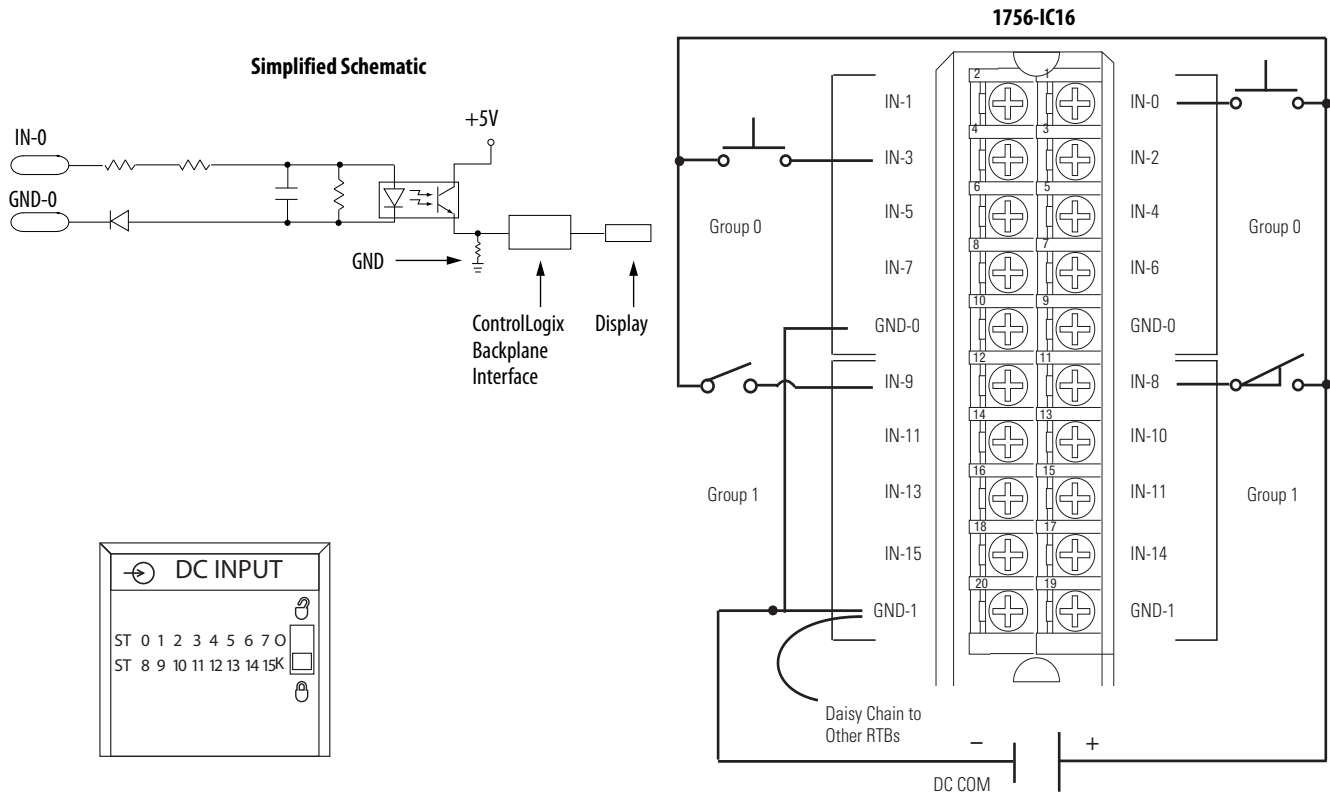 Simplified Schematic
IN-0
GND-0
+5V
GND
ControlLogix
Backplane
Interface
Display
DC INPUT
ST 0 1 2 3 4 5 6 7 O
ST 8 9 10 11 12 13 14 15 K
1756-IC16
2 1
IN-1 IN-0
4 3
IN-3 IN-2
6 5
IN-5 IN-4
Group 0 Group 0
8 7
IN-7 IN-6
10 9
GND-0 GND-0
12 11
IN-9 IN-8
14 13
IN-11 IN-10
16 15
IN-13 IN-11
Group 1 Group 1
18 17
IN-15 IN-14
20 19
GND-1 GND-1
Daisy Chain to
Other RTBs
– +
DC COM